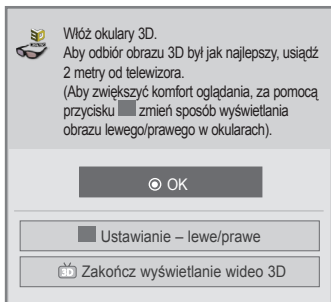 Włóż okulary 3D.
Aby odbiór obrazu 3D był jak najlepszy, usiądź
2 metry od telewizora.
(Aby zwiększyć komfort oglądania, za pomocą
przycisku zmień sposób wyświetlania
obrazu lewego/prawego w okularach).
OK
Ustawianie – lewe/prawe
3D Zakończ wyświetlanie wideo 3D